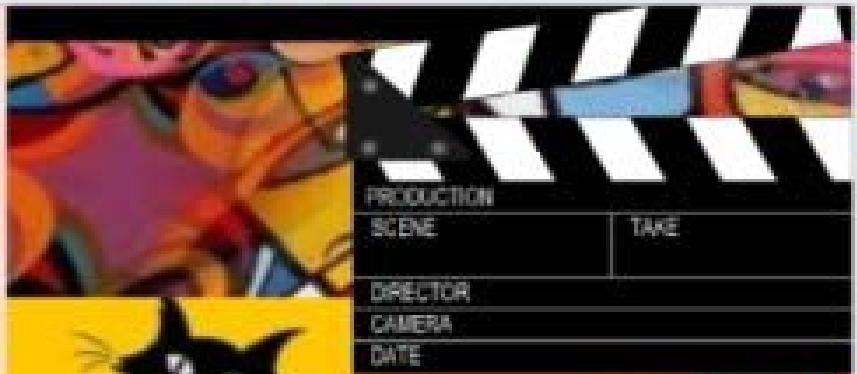 PRODUCTION
SCENE TAKE
DIRECTOR
CAMERA
DATE